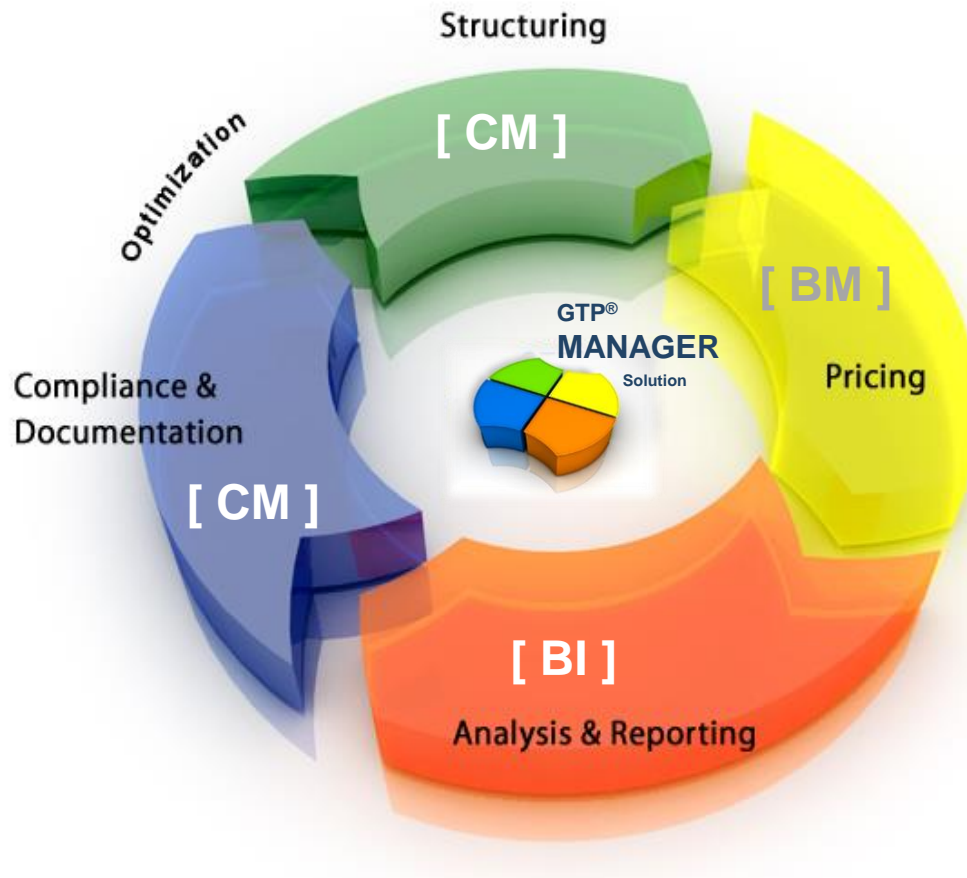 Structuring
[ CM ]
Optimization
[ BM ]
GTP®
MANAGER
Solution
Pricing
Compliance &
Documentation
[ CM ]
[ BI ]
Analysis & Reporting